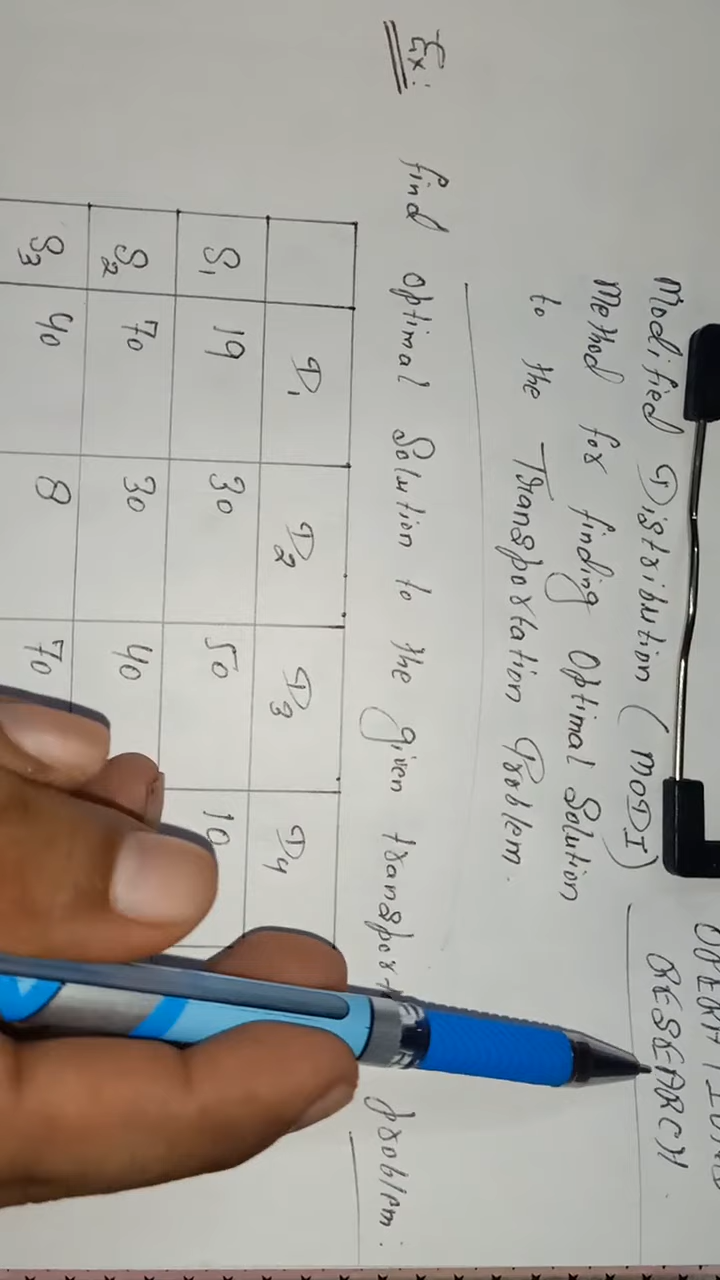 RESEARCH.
Modified Distribution (MODI)
Method for finding Optimal Solution
to the Transportation Problem.
Ex: find optimal Solution to the given problem:
D1 D2 D3 D4
S1 19 30 50 10
S2 70 30 40
S3 40 8 70